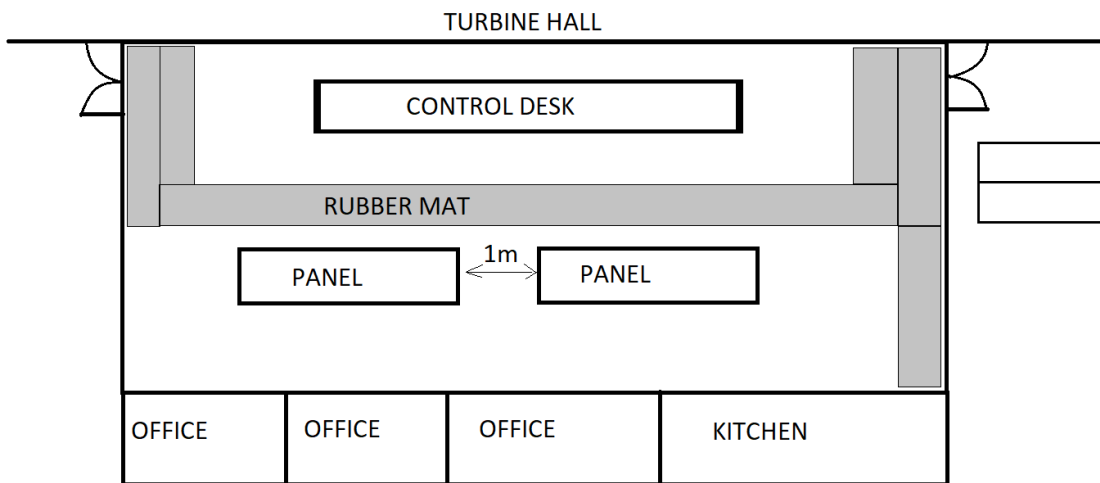 TURBINE HALL
CONTROL DESK
RUBBER MAT
1m
PANEL
PANEL
OFFICE
OFFICE
OFFICE
KITCHEN